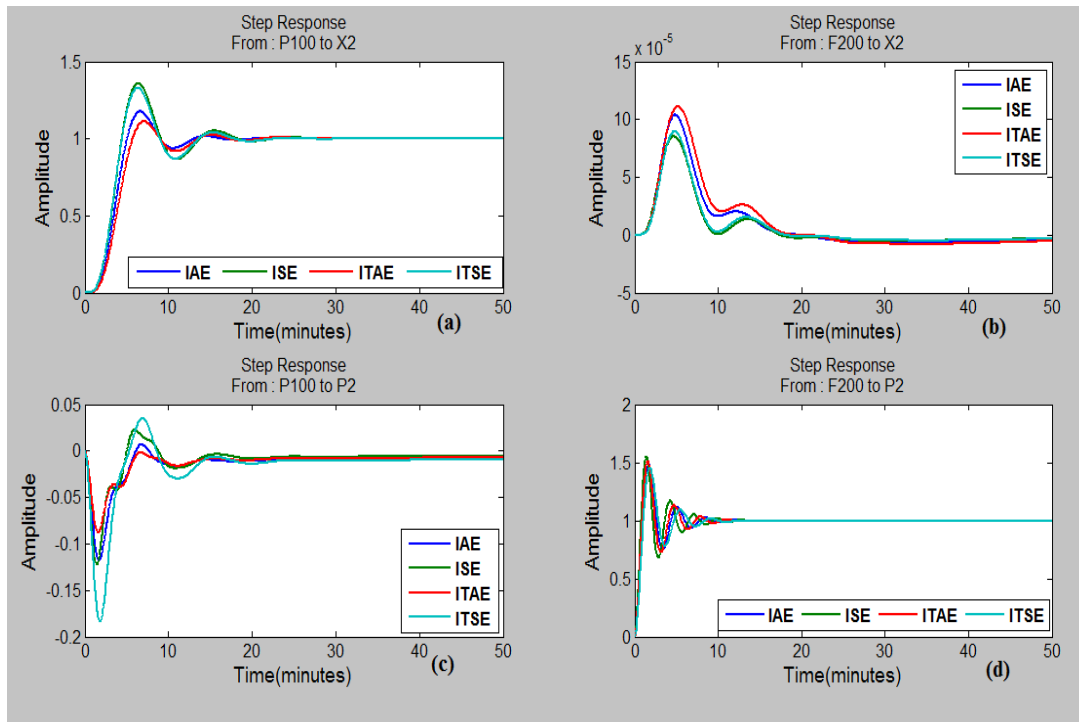 Step Response
From : P100 to X2
Amplitude
1.5
1
0.5
0
IAE ISE ITAE ITSE
0 10 20 30 40 50
Time(minutes)
(a)
Step Response
From : F200 to X2
x 10^-5
Amplitude
15
10
5
0
-5
IAE
ISE
ITAE
ITSE
0 10 20 30 40 50
Time(minutes)
(b)
Step Response
From : P100 to P2
Amplitude
0.05
0
-0.05
-0.1
-0.15
-0.2
IAE
ISE
ITAE
ITSE
0 10 20 30 40 50
Time(minutes)
(c)
Step Response
From : F200 to P2
Amplitude
2
1.5
1
0.5
0
IAE ISE ITAE ITSE
0 10 20 30 40 50
Time(minutes)
(d)